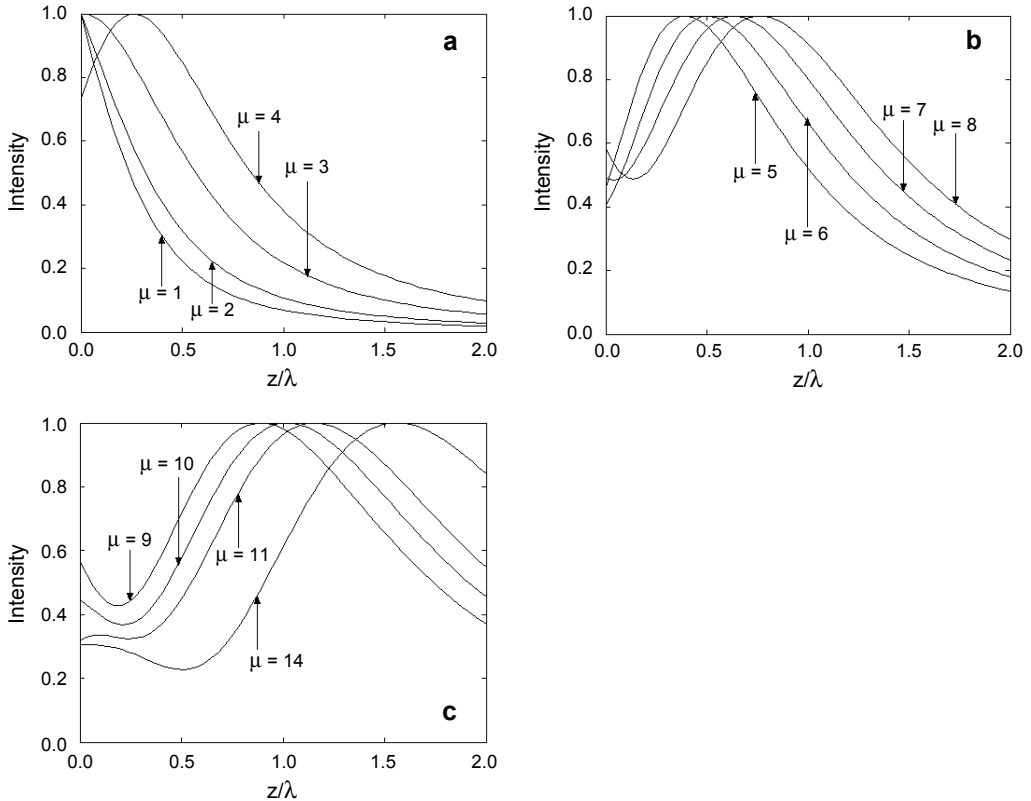 a
Intensity
1.0
0.8
0.6
0.4
0.2
0.0
μ = 4
μ = 3
μ = 1
μ = 2
0.0 0.5 1.0 1.5 2.0
z/λ
b
Intensity
1.0
0.8
0.6
0.4
0.2
0.0
μ = 7
μ = 8
μ = 5
μ = 6
0.0 0.5 1.0 1.5 2.0
z/λ
Intensity
1.0
0.8
0.6
0.4
0.2
0.0
μ = 10
μ = 9
μ = 11
μ = 14
c
0.0 0.5 1.0 1.5 2.0
z/λ